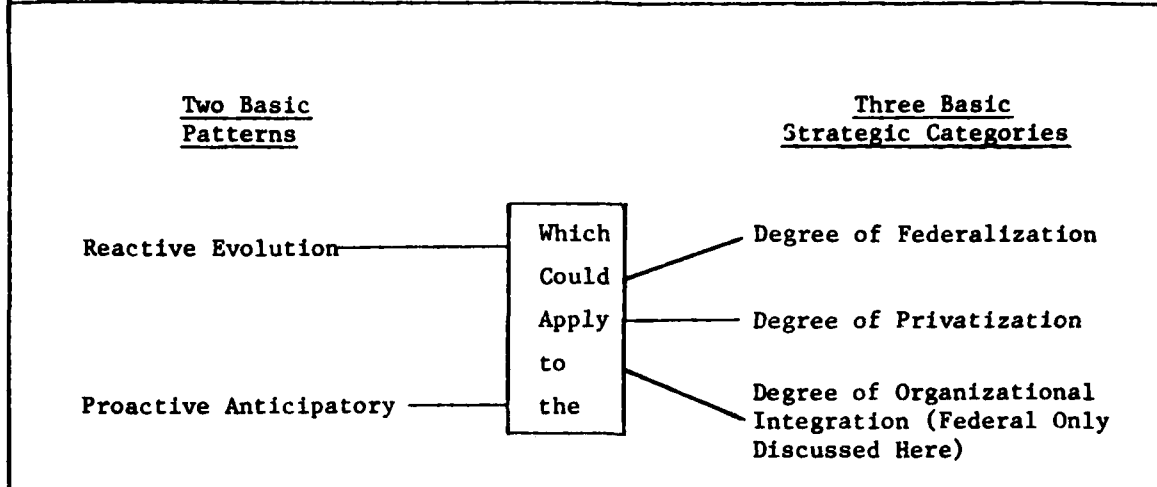 Two Basic
Patterns
Three Basic
Strategic Categories
Reactive Evolution
Proactive Anticipatory
Which
Could
Apply
to
the
Degree of Federalization
Degree of Privatization
Degree of Organizational
Integration (Federal Only
Discussed Here)